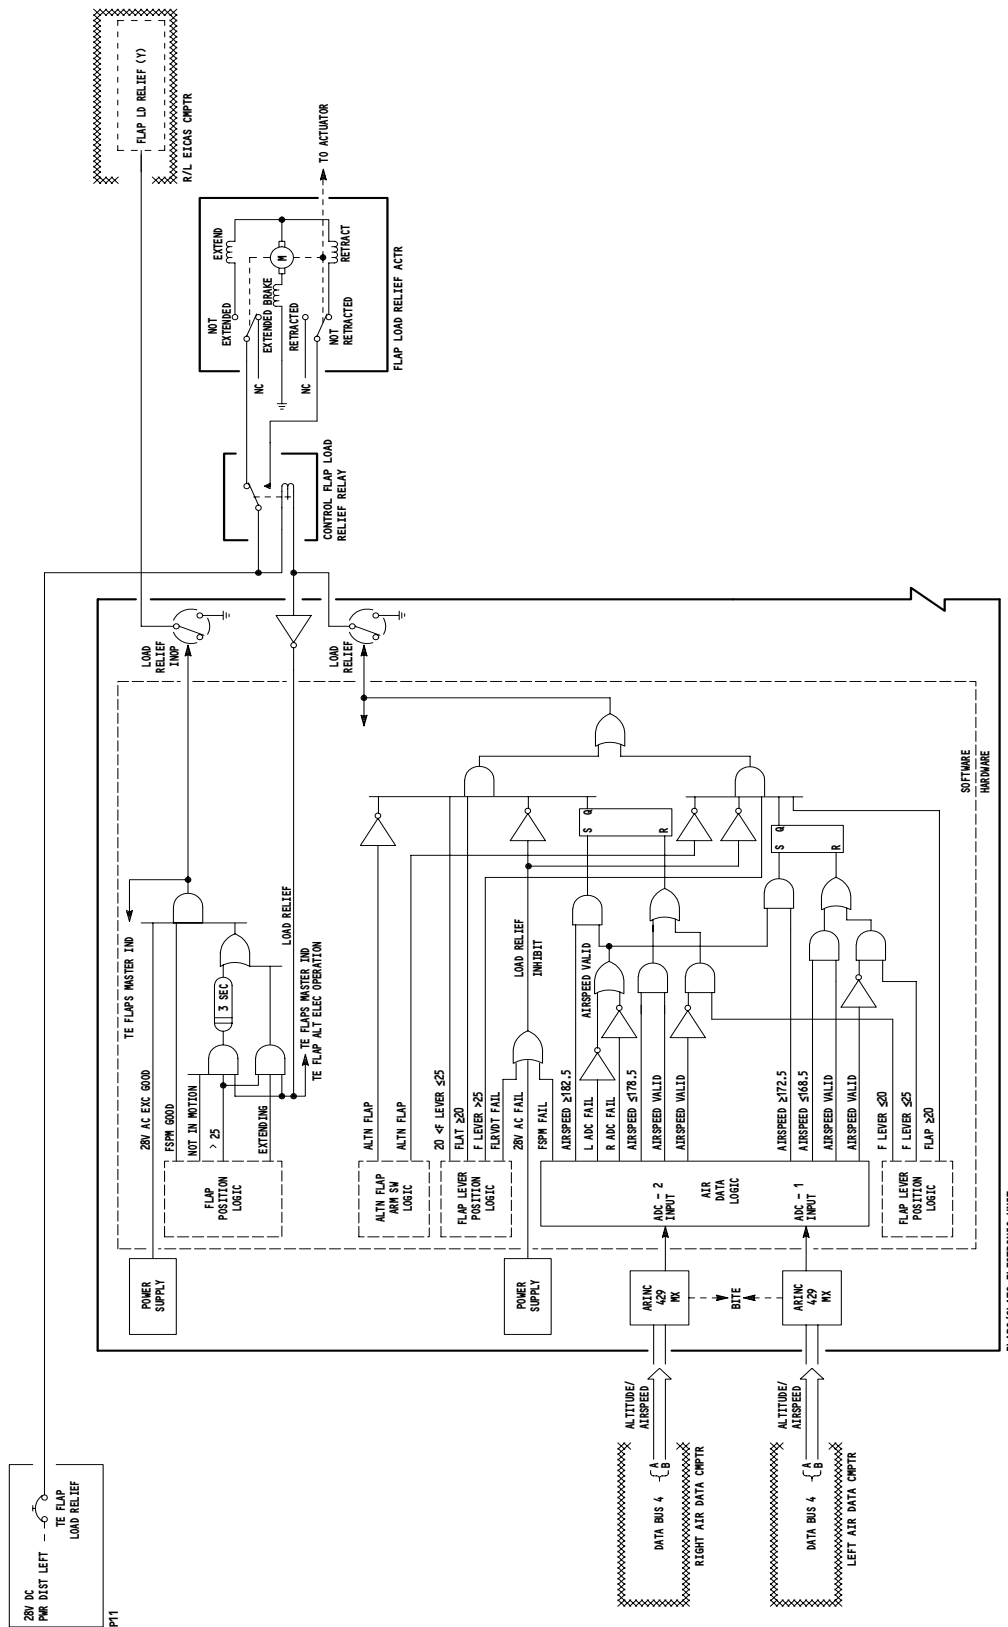 28V DC
PWR DIST LEFT
TE FLAP
LOAD RELIEF
P11
FLAP LD RELIEF (Y)
R/L EICAS CMPTR
TO ACTUATOR
EXTEND
M
RETRACT
NOT
EXTENDED
EXTENDED
BRAKE
RETRACTED
NOT
RETRACTED
NC
NC
FLAP LOAD RELIEF ACTR
CONTROL FLAP LOAD
RELIEF RELAY
LOAD
RELIEF
INOP
LOAD
RELIEF
SOFTWARE
HARDWARE
TE FLAPS MASTER IND
28V AC EXC GOOD
FSPM GOOD
NOT IN MOTION
> 25
EXTENDING
3 SEC
LOAD RELIEF
TE FLAPS MASTER IND
TE FLAP ALT ELEC OPERATION
POWER
SUPPLY
FLAP
POSITION
LOGIC
ALTN FLAP
ARM SW
LOGIC
ALTN FLAP
ALTN FLAP
FLAP LEVER
POSITION
LOGIC
20 <F LEVER ≤25
FLAT ≥20
F LEVER >25
FLRVDT FAIL
28V AC FAIL
FSPM FAIL
POWER
SUPPLY
LOAD RELIEF
INHIBIT
AIRSPEED ≥182.5
L ADC FAIL
R ADC FAIL
AIRSPEED ≤178.5
AIRSPEED VALID
AIRSPEED VALID
AIRSPEED VALID
AIRSPEED ≥172.5
AIRSPEED ≤168.5
AIRSPEED VALID
AIRSPEED VALID
S Q
R
S Q
R
ADC - 2
INPUT
AIR
DATA
LOGIC
ADC - 1
INPUT
F LEVER ≤20
F LEVER ≤25
FLAP ≥20
FLAP LEVER
POSITION
LOGIC
ARINC
429
MX
BITE
ARINC
429
MX
ALTITUDE/
AIRSPEED
DATA BUS 4
A
B
RIGHT AIR DATA CMPTR
ALTITUDE/
AIRSPEED
DATA BUS 4
A
B
LEFT AIR DATA CMPTR